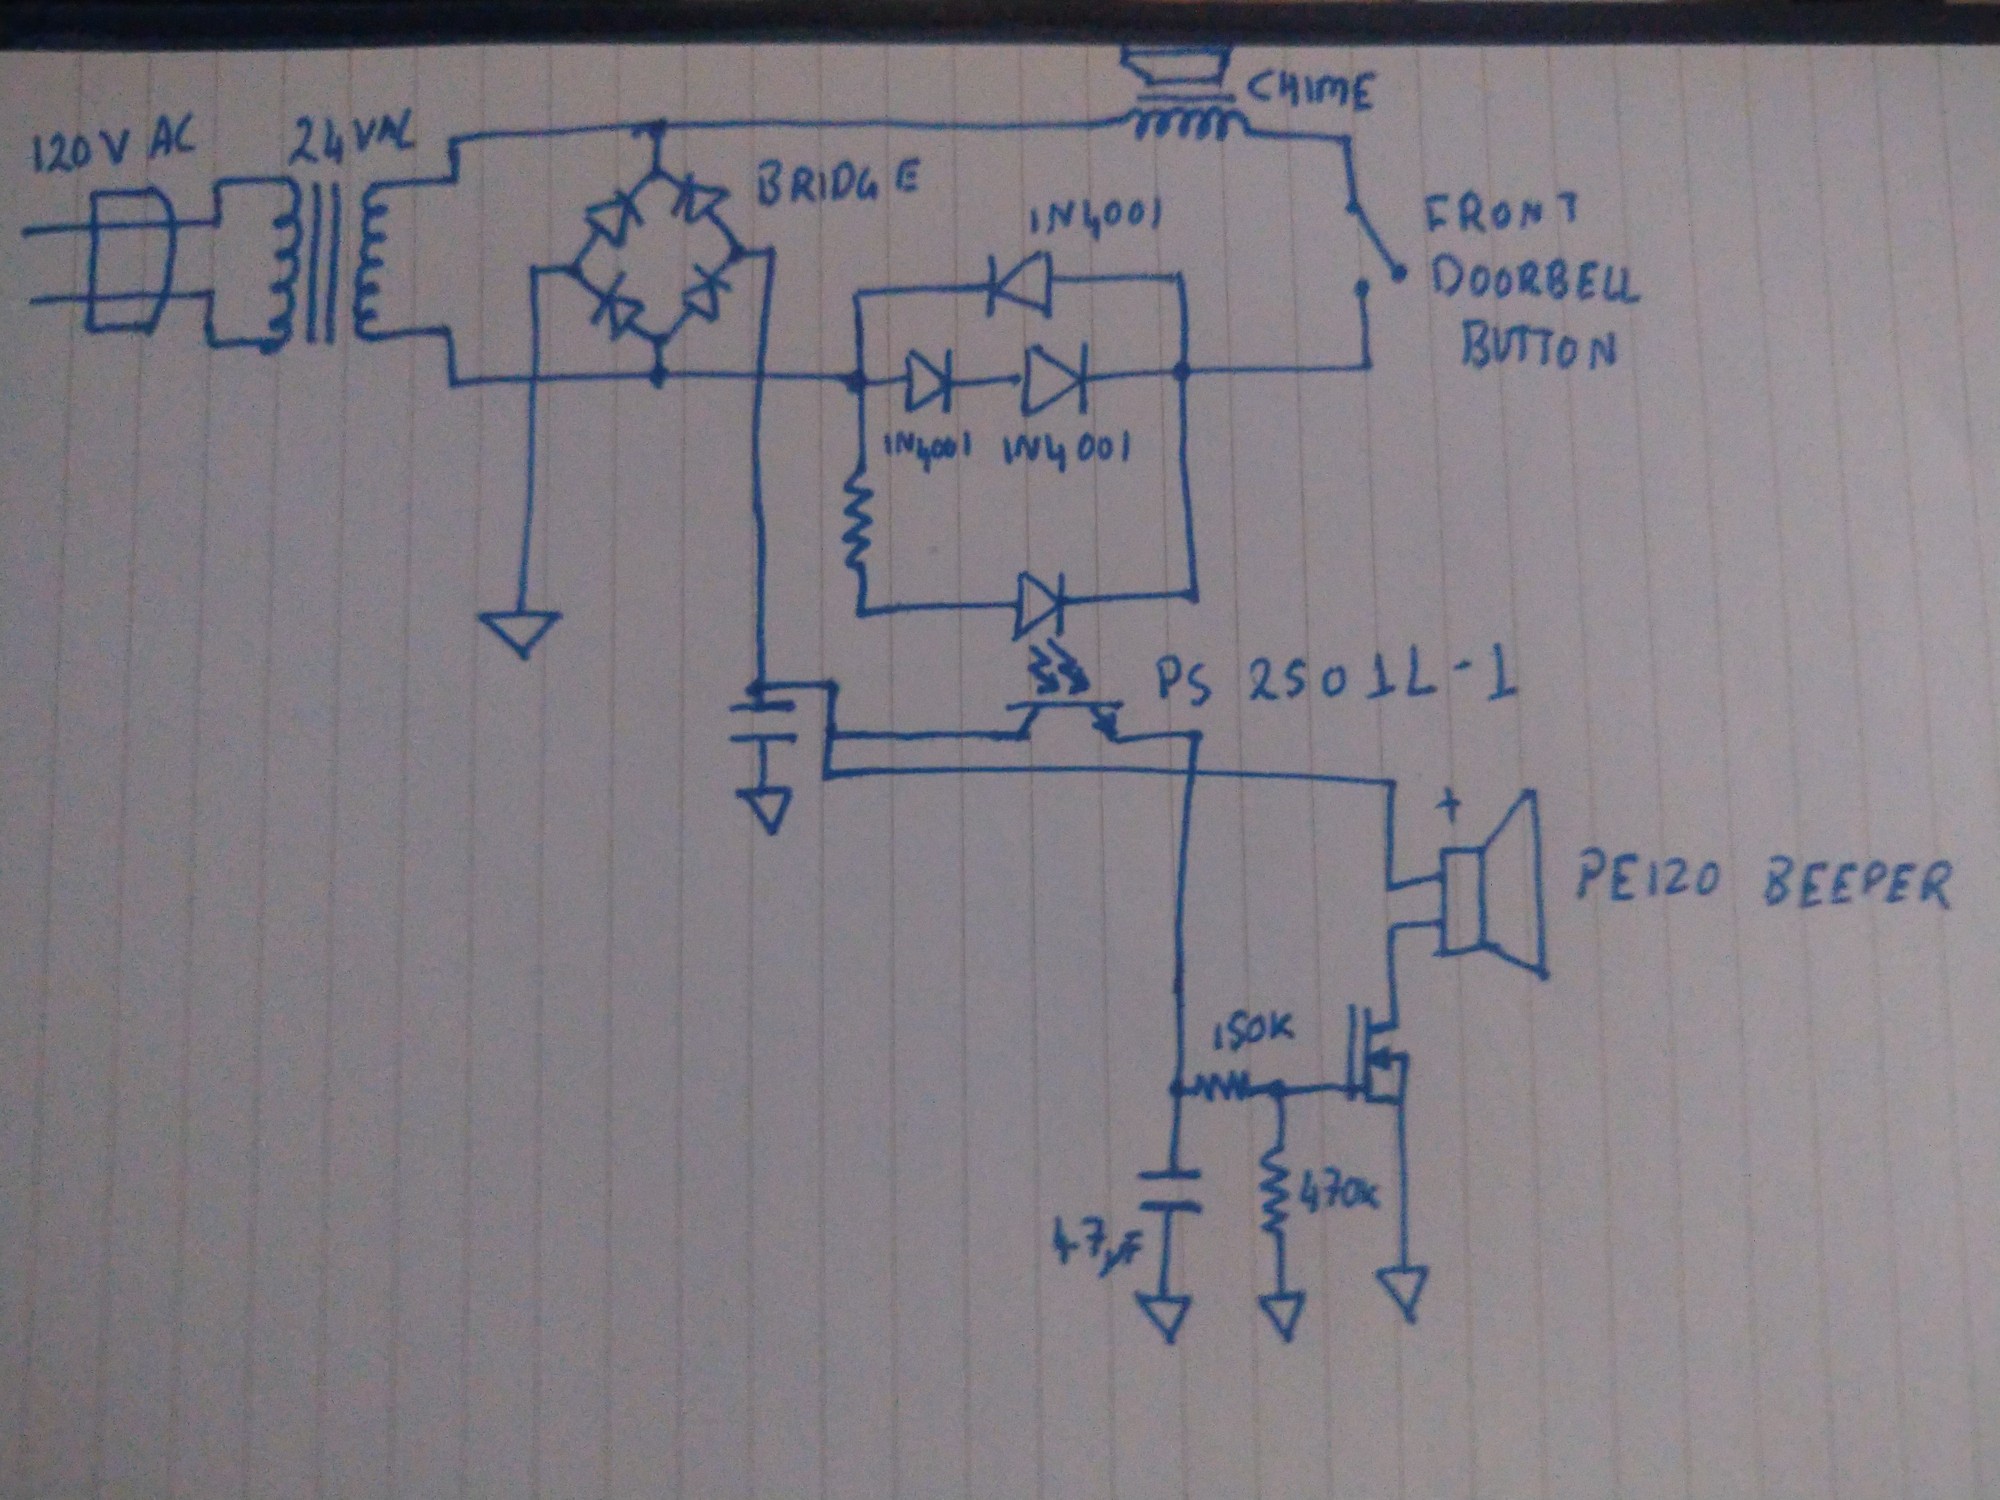 120V AC
24VAC
CHIME
BRIDGE
1N4001
FRONT
DOORBELL
BUTTON
1N4001
1N4001
PS 2501L-1
+
PE120 BEEPER
150K
470K
47µF